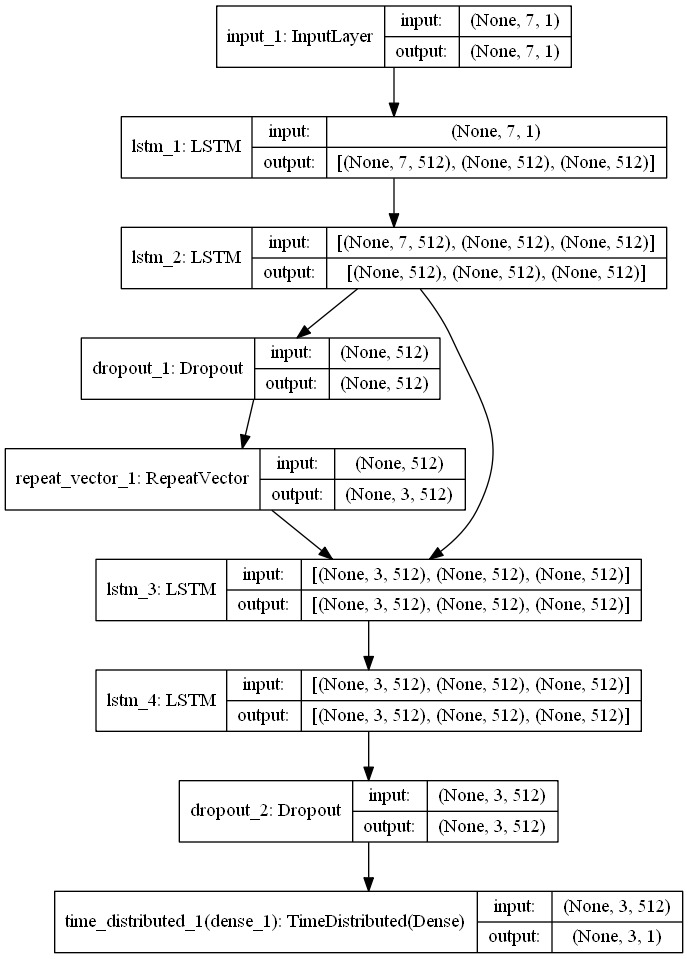 input_1: InputLayer
input: (None, 7, 1)
output: (None, 7, 1)
lstm_1: LSTM
input: (None, 7, 1)
output: [(None, 7, 512), (None, 512), (None, 512)]
lstm_2: LSTM
input: [(None, 7, 512), (None, 512), (None, 512)]
output: [(None, 512), (None, 512), (None, 512)]
dropout_1: Dropout
input: (None, 512)
output: (None, 512)
repeat_vector_1: RepeatVector
input: (None, 512)
output: (None, 3, 512)
lstm_3: LSTM
input: [(None, 3, 512), (None, 512), (None, 512)]
output: [(None, 3, 512), (None, 512), (None, 512)]
lstm_4: LSTM
input: [(None, 3, 512), (None, 512), (None, 512)]
output: [(None, 3, 512), (None, 512), (None, 512)]
dropout_2: Dropout
input: (None, 3, 512)
output: (None, 3, 512)
time_distributed_1(dense_1): TimeDistributed(Dense)
input: (None, 3, 512)
output: (None, 3, 1)